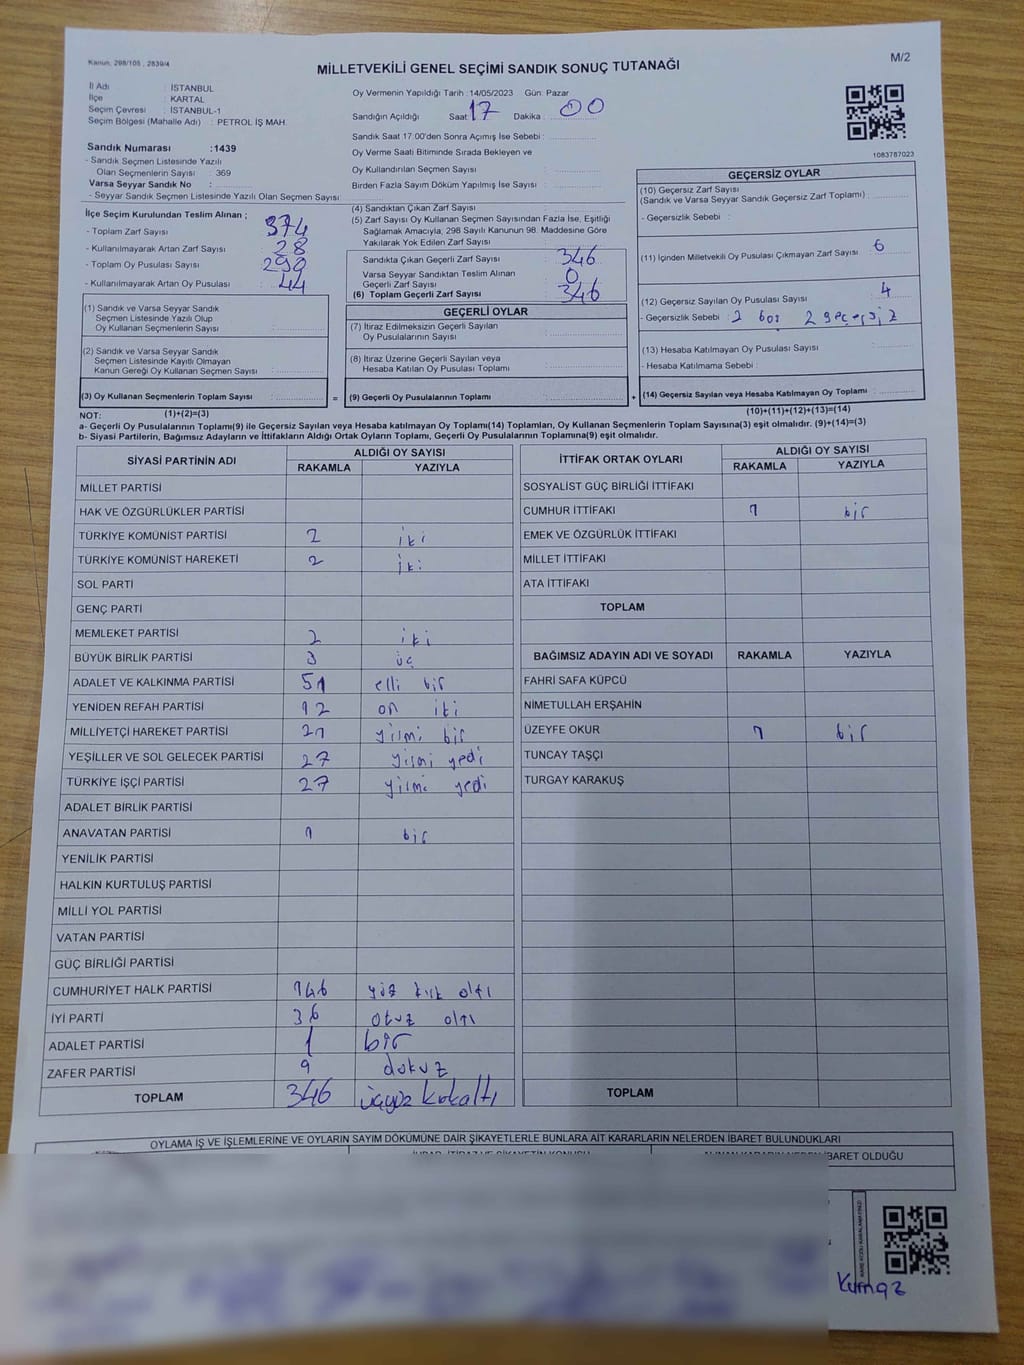 Kanun, 298/105 , 2839/4
M/2
MİLLETVEKİLİ GENEL SEÇİMİ SANDIK SONUÇ TUTANAĞI
İl Adı : İSTANBUL
İlçe : KARTAL
Seçim Çevresi : İSTANBUL-1
Seçim Bölgesi (Mahalle Adı) : PETROL İŞ MAH.
Sandık Numarası :1439
- Sandık Seçmen Listesinde Yazılı
Olan Seçmenlerin Sayısı : 369
Varsa Seyyar Sandık No :
- Seyyar Sandık Seçmen Listesinde Yazılı Olan Seçmen Sayısı:
Oy Vermenin Yapıldığı Tarih :14/05/2023 Gün: Pazar
Sandığın Açıldığı Saat 17 Dakika : 00
Sandık Saat 17:00'den Sonra Açımış İse Sebebi :
Oy Verme Saati Bitiminde Sırada Bekleyen ve
Oy Kullandırılan Seçmen Sayısı :
Birden Fazla Sayım Döküm Yapılmış İse Sayısı :
1083787023
İlçe Seçim Kurulundan Teslim Alınan ;
- Toplam Zarf Sayısı : 374
- Kullanılmayarak Artan Zarf Sayısı : 28
- Toplam Oy Pusulası Sayısı : 290
- Kullanılmayarak Artan Oy Pusulası : 44
(1) Sandık ve Varsa Seyyar Sandık
Seçmen Listesinde Yazılı Olup
Oy Kullanan Seçmenlerin Sayısı :
(2) Sandık ve Varsa Seyyar Sandık
Seçmen Listesinde Kayıtlı Olmayan
Kanun Gereği Oy Kullanan Seçmen Sayısı :
(3) Oy Kullanan Seçmenlerin Toplam Sayısı :
(4) Sandıktan Çıkan Zarf Sayısı :
(5) Zarf Sayısı Oy Kullanan Seçmen Sayısından Fazla İse, Eşitliği
Sağlamak Amacıyla, 298 Sayılı Kanunun 98. Maddesine Göre
Yakılarak Yok Edilen Zarf Sayısı :
Sandıkta Çıkan Geçerli Zarf Sayısı : 346
Varsa Seyyar Sandıktan Teslim Alınan
Geçerli Zarf Sayısı : 0
(6) Toplam Geçerli Zarf Sayısı : 346
GEÇERLİ OYLAR
(7) İtiraz Edilmeksizin Geçerli Sayılan
Oy Pusulalarının Sayısı :
(8) İtiraz Üzerine Geçerli Sayılan veya
Hesaba Katılan Oy Pusulası Toplamı :
= (9) Geçerli Oy Pusulalarının Toplamı :
GEÇERSİZ OYLAR
(10) Geçersiz Zarf Sayısı
(Sandık ve Varsa Seyyar Sandık Geçersiz Zarf Toplamı) :
- Geçersizlik Sebebi :
(11) İçinden Milletvekili Oy Pusulası Çıkmayan Zarf Sayısı : 6
(12) Geçersiz Sayılan Oy Pusulası Sayısı : 4
- Geçersizlik Sebebi : 2 boş 2 geçersiz
(13) Hesaba Katılmayan Oy Pusulası Sayısı :
- Hesaba Katılmama Sebebi :
+ (14) Geçersiz Sayılan veya Hesaba Katılmayan Oy Toplamı :
NOT: (1)+(2)=(3)
(10)+(11)+(12)+(13)=(14)
a- Geçerli Oy Pusulalarının Toplamı(9) ile Geçersiz Sayılan veya Hesaba katılmayan Oy Toplamı(14) Toplamları, Oy Kullanan Seçmenlerin Toplam Sayısına(3) eşit olmalıdır. (9)+(14)=(3)
b- Siyasi Partilerin, Bağımsız Adayların ve İttifakların Aldığı Ortak Oyların Toplamı, Geçerli Oy Pusulalarının Toplamına(9) eşit olmalıdır.
SİYASİ PARTİNİN ADI ALDIĞI OY SAYISI
RAKAMLA YAZIYLA
MİLLET PARTİSİ
HAK VE ÖZGÜRLÜKLER PARTİSİ
TÜRKİYE KOMÜNİST PARTİSİ 2 iki
TÜRKİYE KOMÜNİST HAREKETİ 2 iki
SOL PARTİ
GENÇ PARTİ
MEMLEKET PARTİSİ 2 iki
BÜYÜK BİRLİK PARTİSİ 3 üç
ADALET VE KALKINMA PARTİSİ 51 elli bir
YENİDEN REFAH PARTİSİ 12 on iki
MİLLİYETÇİ HAREKET PARTİSİ 21 yilmi bir
YEŞİLLER VE SOL GELECEK PARTİSİ 27 yilmi yedi
TÜRKİYE İŞÇİ PARTİSİ 27 yilmi yedi
ADALET BİRLİK PARTİSİ
ANAVATAN PARTİSİ 1 bir
YENİLİK PARTİSİ
HALKIN KURTULUŞ PARTİSİ
MİLLİ YOL PARTİSİ
VATAN PARTİSİ
GÜÇ BİRLİĞİ PARTİSİ
CUMHURİYET HALK PARTİSİ 146 yüz kırk altı
İYİ PARTİ 36 otuz altı
ADALET PARTİSİ 1 bir
ZAFER PARTİSİ 9 dokuz
TOPLAM 346 üçyüz kırkaltı
İTTİFAK ORTAK OYLARI ALDIĞI OY SAYISI
RAKAMLA YAZIYLA
SOSYALİST GÜÇ BİRLİĞİ İTTİFAKI
CUMHUR İTTİFAKI 1 bir
EMEK VE ÖZGÜRLÜK İTTİFAKI
MİLLET İTTİFAKI
ATA İTTİFAKI
TOPLAM
BAĞIMSIZ ADAYIN ADI VE SOYADI RAKAMLA YAZIYLA
FAHRİ SAFA KÜPCÜ
NİMETULLAH ERŞAHİN
ÜZEYFE OKUR 1 bir
TUNCAY TAŞÇI
TURGAY KARAKUŞ
TOPLAM
OYLAMA İŞ VE İŞLEMLERİNE VE OYLARIN SAYIM DÖKÜMÜNE DAİR ŞİKAYETLERLE BUNLARA AİT KARARLARIN NELERDEN İBARET BULUNDUKLARI
İBARET OLDUĞU